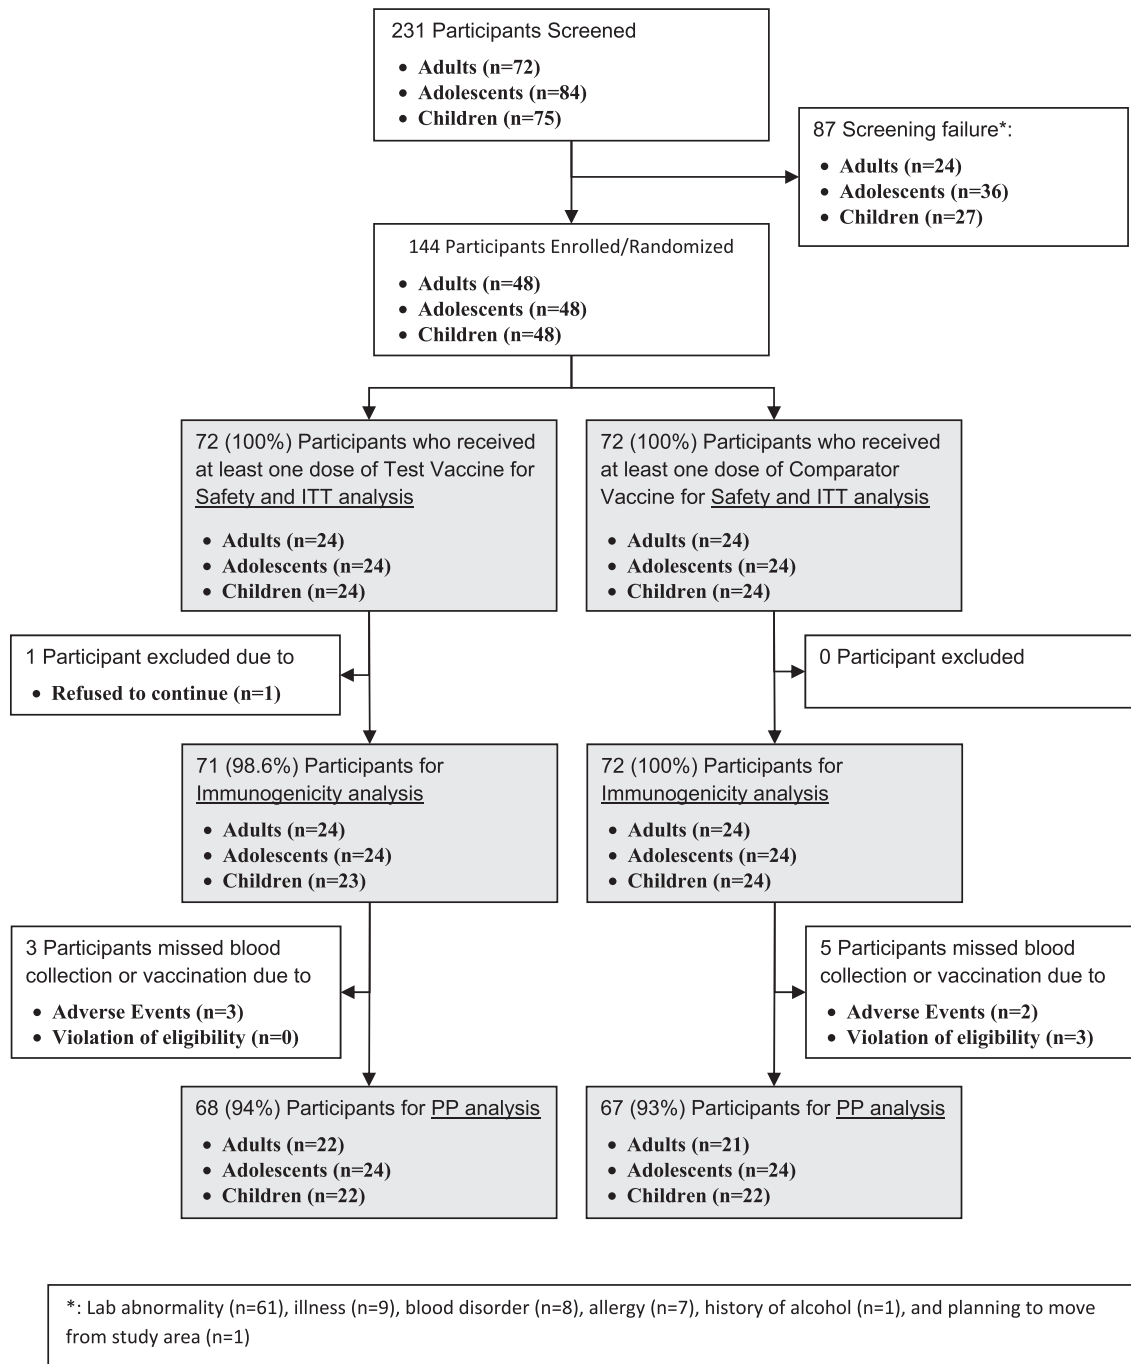 231 Participants Screened
• Adults (n=72)
• Adolescents (n=84)
• Children (n=75)
87 Screening failure*:
• Adults (n=24)
• Adolescents (n=36)
• Children (n=27)
144 Participants Enrolled/Randomized
• Adults (n=48)
• Adolescents (n=48)
• Children (n=48)
72 (100%) Participants who received
at least one dose of Test Vaccine for
Safety and ITT analysis
• Adults (n=24)
• Adolescents (n=24)
• Children (n=24)
72 (100%) Participants who received
at least one dose of Comparator
Vaccine for Safety and ITT analysis
• Adults (n=24)
• Adolescents (n=24)
• Children (n=24)
1 Participant excluded due to
• Refused to continue (n=1)
0 Participant excluded
71 (98.6%) Participants for
Immunogenicity analysis
• Adults (n=24)
• Adolescents (n=24)
• Children (n=23)
72 (100%) Participants for
Immunogenicity analysis
• Adults (n=24)
• Adolescents (n=24)
• Children (n=24)
3 Participants missed blood
collection or vaccination due to
• Adverse Events (n=3)
• Violation of eligibility (n=0)
5 Participants missed blood
collection or vaccination due to
• Adverse Events (n=2)
• Violation of eligibility (n=3)
68 (94%) Participants for PP analysis
• Adults (n=22)
• Adolescents (n=24)
• Children (n=22)
67 (93%) Participants for PP analysis
• Adults (n=21)
• Adolescents (n=24)
• Children (n=22)
*: Lab abnormality (n=61), illness (n=9), blood disorder (n=8), allergy (n=7), history of alcohol (n=1), and planning to move
from study area (n=1)